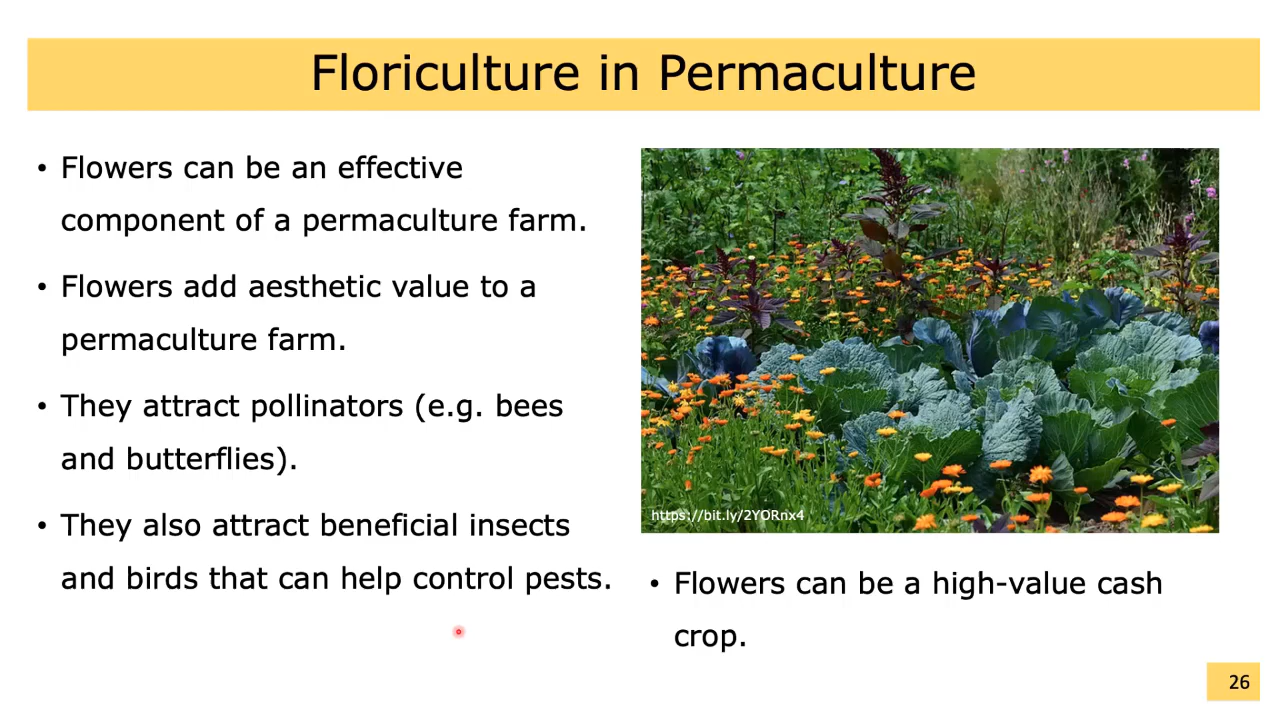 Floriculture in Permaculture
• Flowers can be an effective
component of a permaculture farm.
• Flowers add aesthetic value to a
permaculture farm.
• They attract pollinators (e.g. bees
and butterflies).
• They also attract beneficial insects
and birds that can help control pests.
https://bit.ly/2YORnx4
• Flowers can be a high-value cash
crop.
26